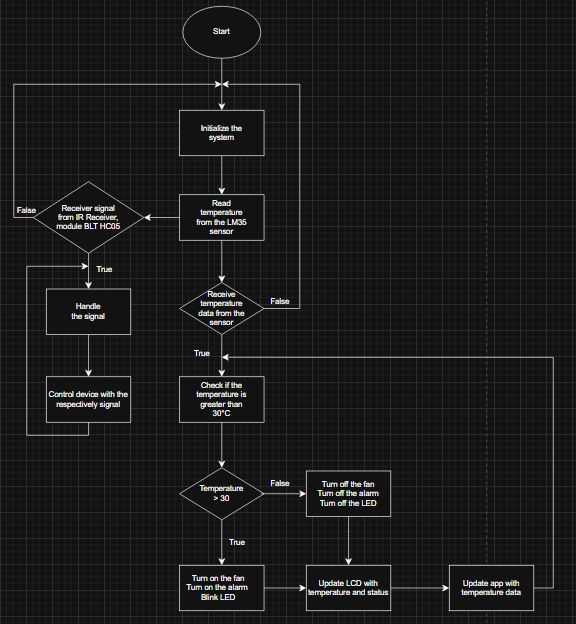 Start
Initialize the
system
Read
temperature
from the LM35
sensor
Receiver signal
from IR Receiver,
module BLT HC05
False
True
Handle
the signal
Control device with the
respectively signal
Receive
temperature
data from the
sensor
False
True
Check if the
temperature is
greater than
30°C
Temperature
> 30
False
Turn off the fan
Turn off the alarm
Turn off the LED
True
Turn on the fan
Turn on the alarm
Blink LED
Update LCD with
temperature and status
Update app with
temperature data